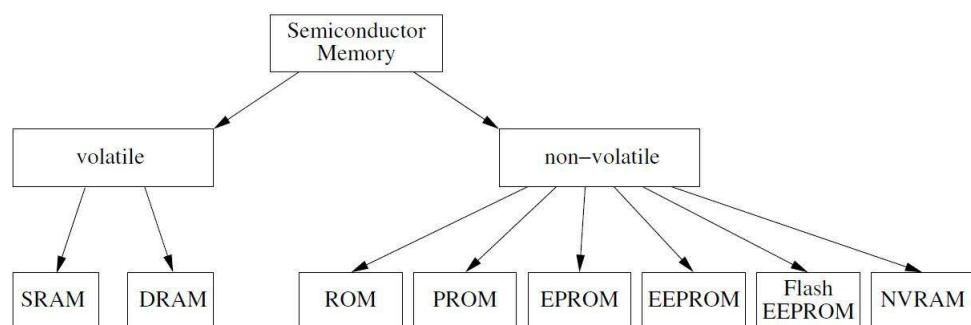 Semiconductor
Memory
volatile
non−volatile
SRAM
DRAM
ROM
PROM
EPROM
EEPROM
Flash
EEPROM
NVRAM